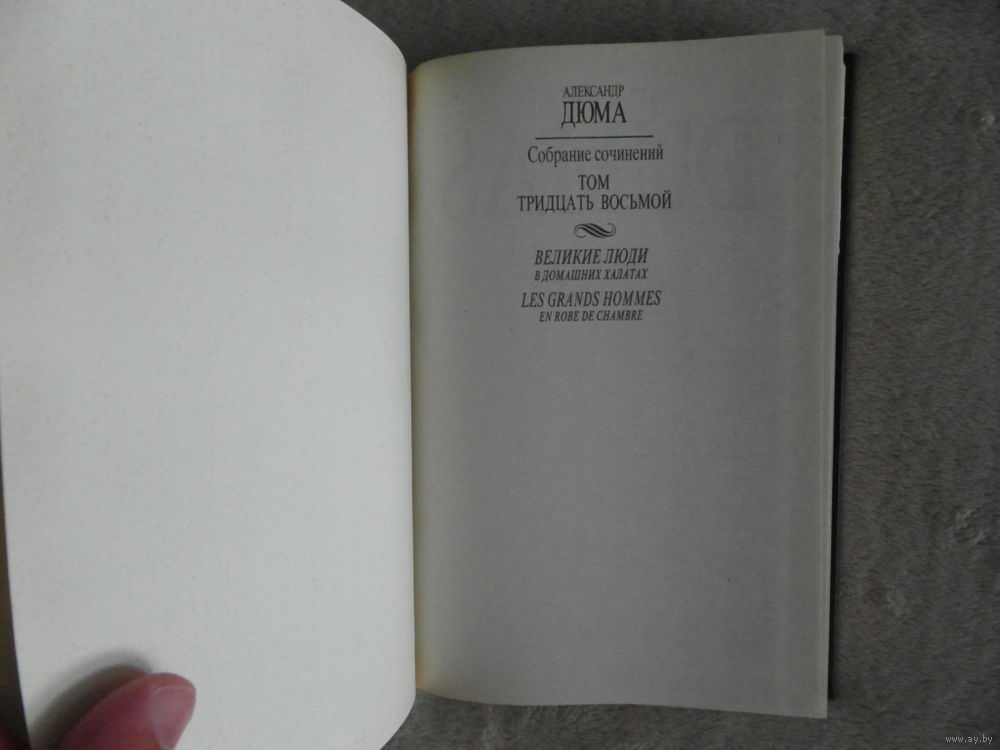 АЛЕКСАНДР
ДЮМА
Собрание сочинений
ТОМ
ТРИДЦАТЬ ВОСЬМОЙ
ВЕЛИКИЕ ЛЮДИ
В ДОМАШНИХ ХАЛАТАХ
LES GRANDS HOMMES
EN ROBE DE CHAMBRE
www.ay.by